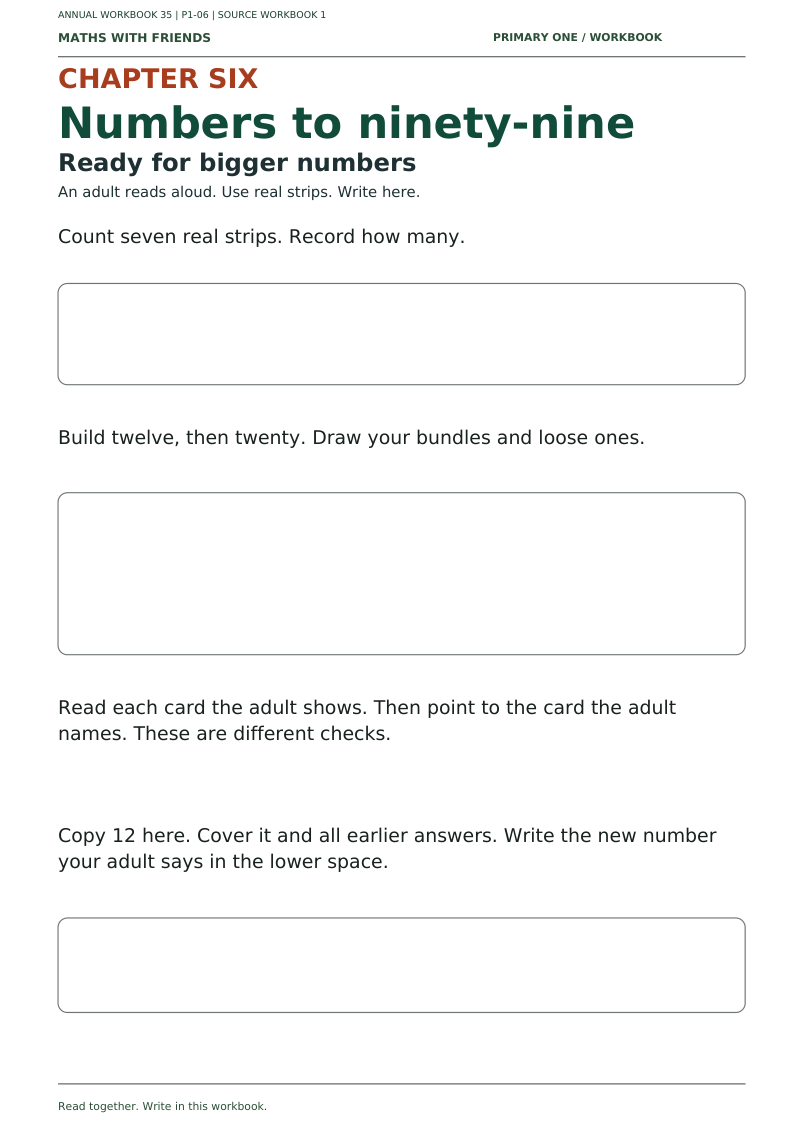 ANNUAL WORKBOOK 35 | P1-06 | SOURCE WORKBOOK 1
MATHS WITH FRIENDS
PRIMARY ONE / WORKBOOK
CHAPTER SIX
Numbers to ninety-nine
Ready for bigger numbers
An adult reads aloud. Use real strips. Write here.
Count seven real strips. Record how many.
Build twelve, then twenty. Draw your bundles and loose ones.
Read each card the adult shows. Then point to the card the adult
names. These are different checks.
Copy 12 here. Cover it and all earlier answers. Write the new number
your adult says in the lower space.
Read together. Write in this workbook.